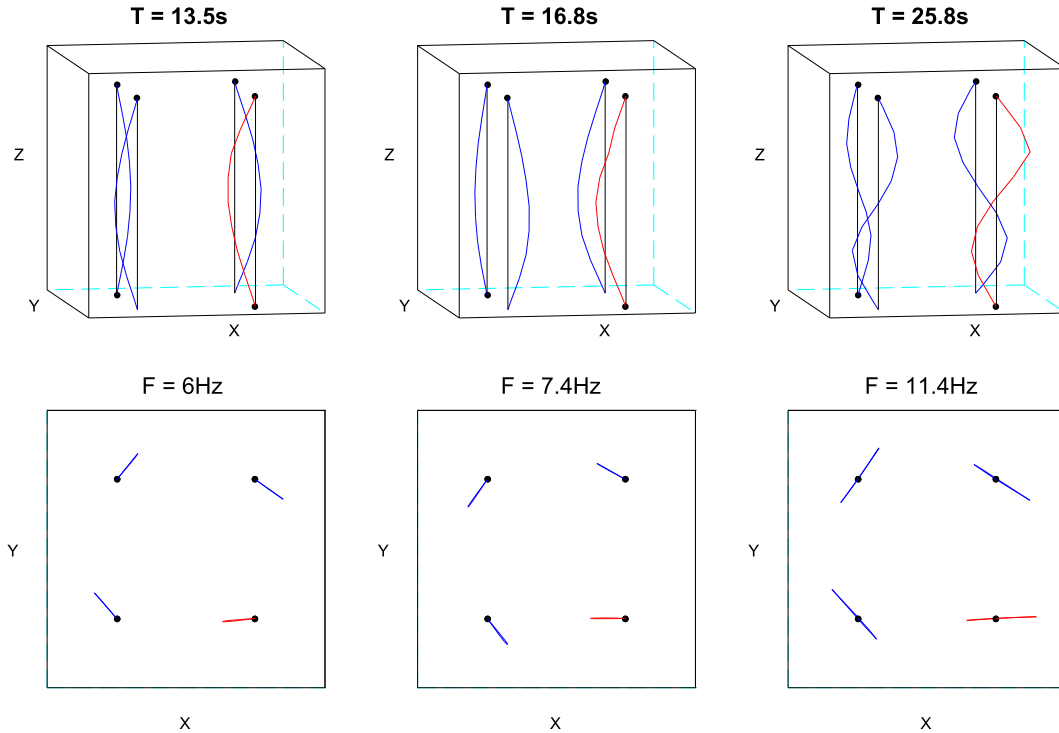 T = 13.5s
T = 16.8s
T = 25.8s
Z
Z
Z
Y
X
Y
X
Y
X
F = 6Hz
F = 7.4Hz
F = 11.4Hz
Y
Y
Y
X
X
X